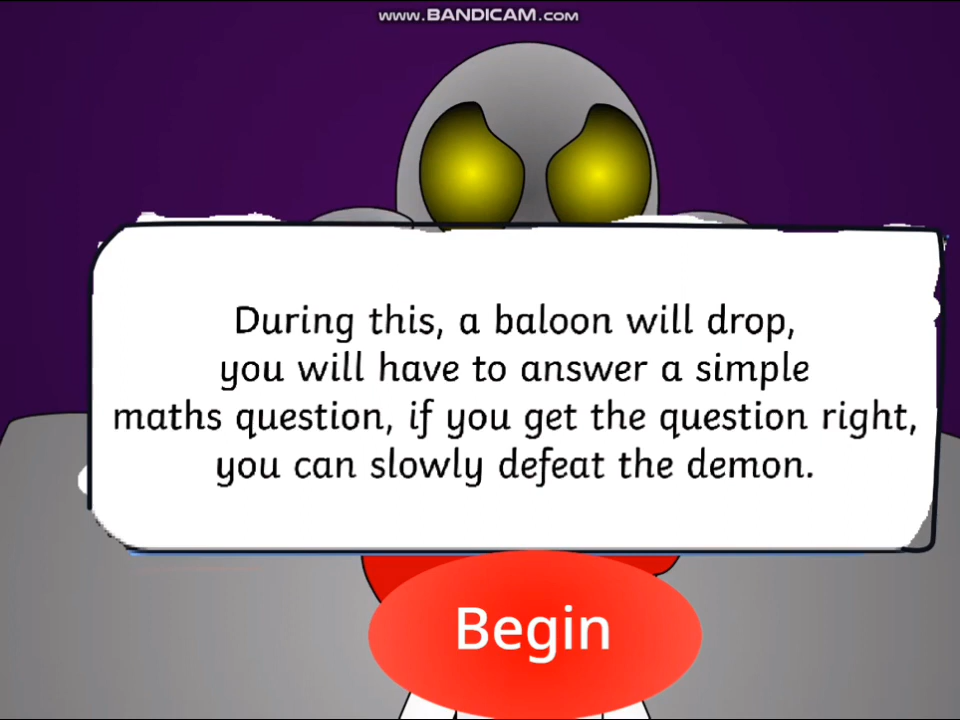 www.BANDICAM.com
During this, a baloon will drop,
you will have to answer a simple
maths question, if you get the question right,
you can slowly defeat the demon.
Begin